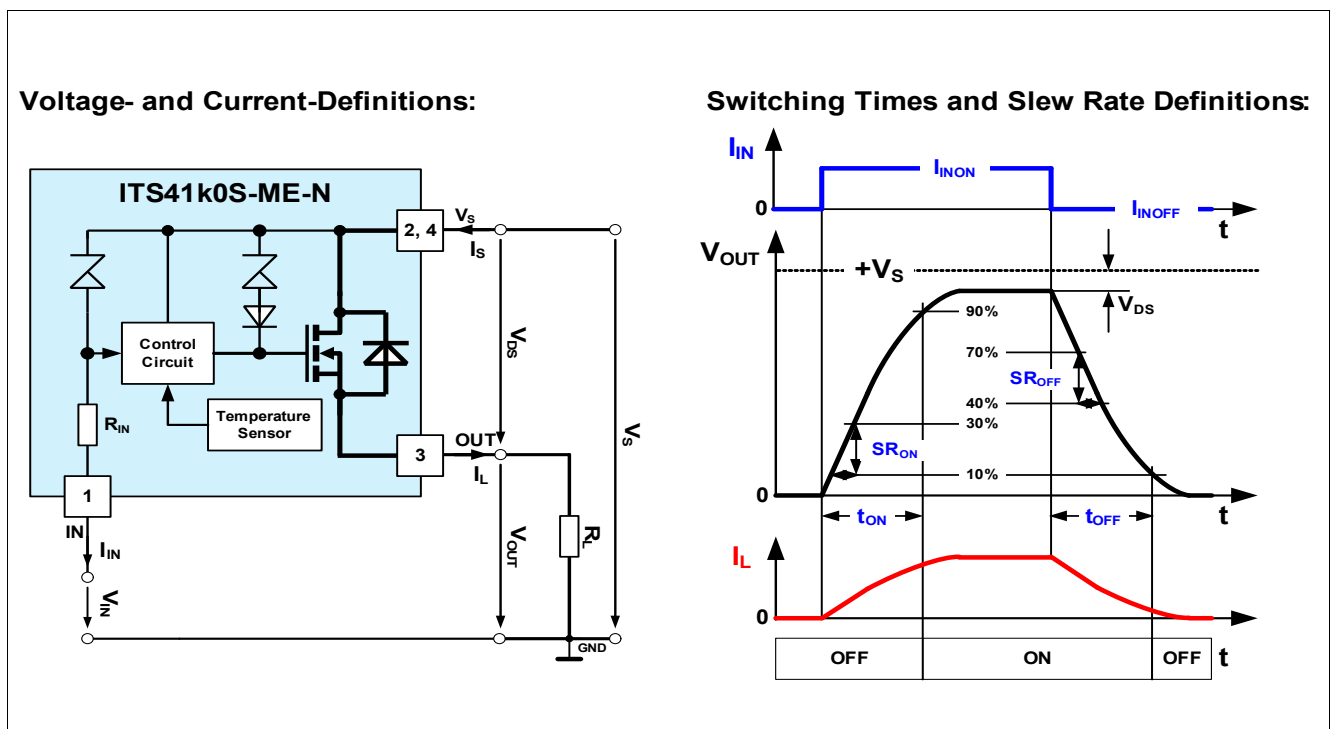 Voltage- and Current-Definitions:
ITS41k0S-ME-N
VS
2, 4
IS
Control
Circuit
VDS
RIN
Temperature
Sensor
OUT
3
IL
VS
1
IN
IIN
VOUT
RL
VIN
GND
Switching Times and Slew Rate Definitions:
IIN
IINON
0
IINOFF
t
VOUT
+VS
VDS
90%
70%
SROFF
40%
30%
SRON
10%
0
tON
tOFF
t
IL
0
OFF
ON
OFF
t